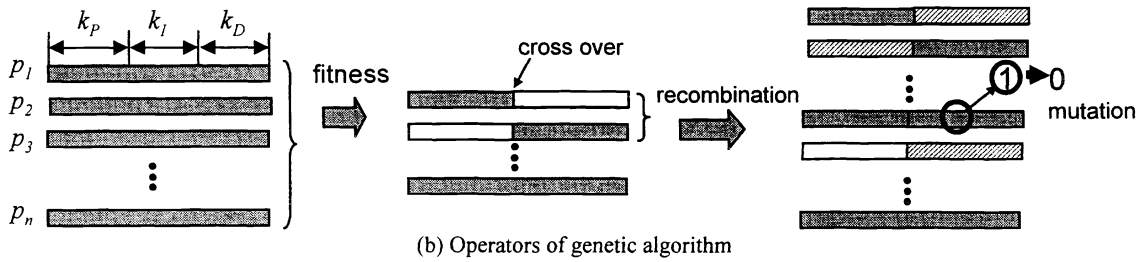 k_P k_I k_D
p_1
p_2
p_3
p_n
fitness
cross over
recombination
1 0
mutation
(b) Operators of genetic algorithm